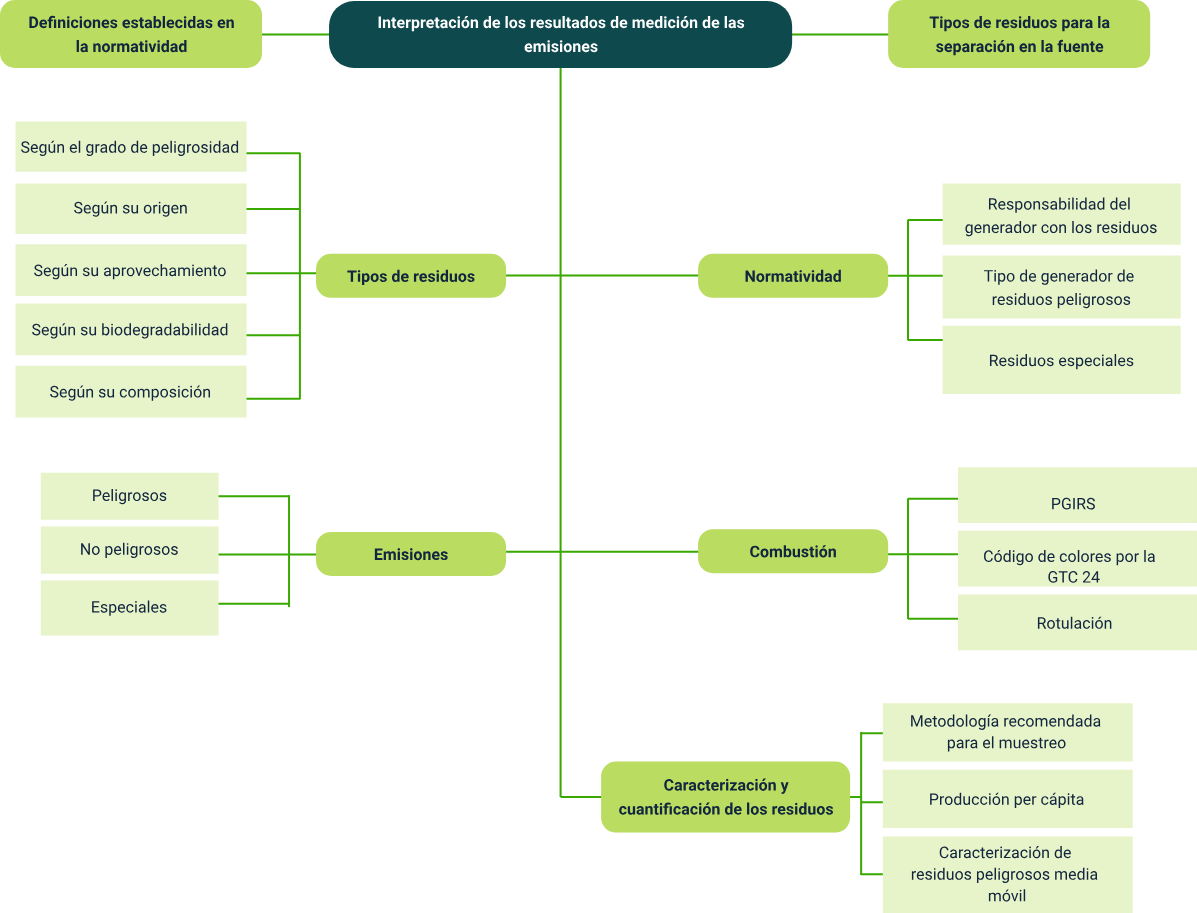 Definiciones establecidas en
la normatividad
Interpretación de los resultados de medición de las
emisiones
Tipos de residuos para la
separación en la fuente
Según el grado de peligrosidad
Según su origen
Según su aprovechamiento
Según su biodegradabilidad
Según su composición
Tipos de residuos
Normatividad
Responsabilidad del
generador con los residuos
Tipo de generador de
residuos peligrosos
Residuos especiales
Peligrosos
No peligrosos
Especiales
Emisiones
Combustión
PGIRS
Código de colores por la
GTC 24
Rotulación
Caracterización y
cuantificación de los residuos
Metodología recomendada
para el muestreo
Producción per cápita
Caracterización de
residuos peligrosos media
móvil